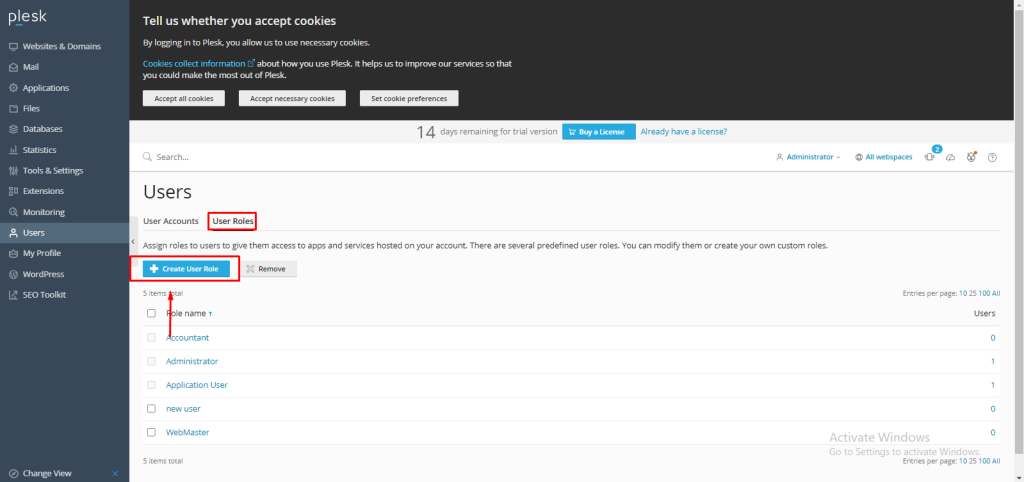 plesk
Websites & Domains
Mail
Applications
Files
Databases
Statistics
Tools & Settings
Extensions
Monitoring
Users
My Profile
WordPress
SEO Toolkit
Change View
Tell us whether you accept cookies
By logging in to Plesk, you allow us to use necessary cookies.
Cookies collect information about how you use Plesk. It helps us to improve our services so that
you could make the most out of Plesk.
Accept all cookies Accept necessary cookies Set cookie preferences
14 days remaining for trial version Buy a License Already have a license?
Search... Administrator All webspaces 2
Users
User Accounts User Roles
Assign roles to users to give them access to apps and services hosted on your account. There are several predefined user roles. You can modify them or create your own custom roles.
Create User Role Remove
5 items total Entries per page: 10 25 100 All
Role name ↑ Users
Accountant 0
Administrator 1
Application User 1
new user 0
WebMaster 0
Activate Windows
Go to Settings to activate Windows.
5 items total Entries per page: 10 25 100 All